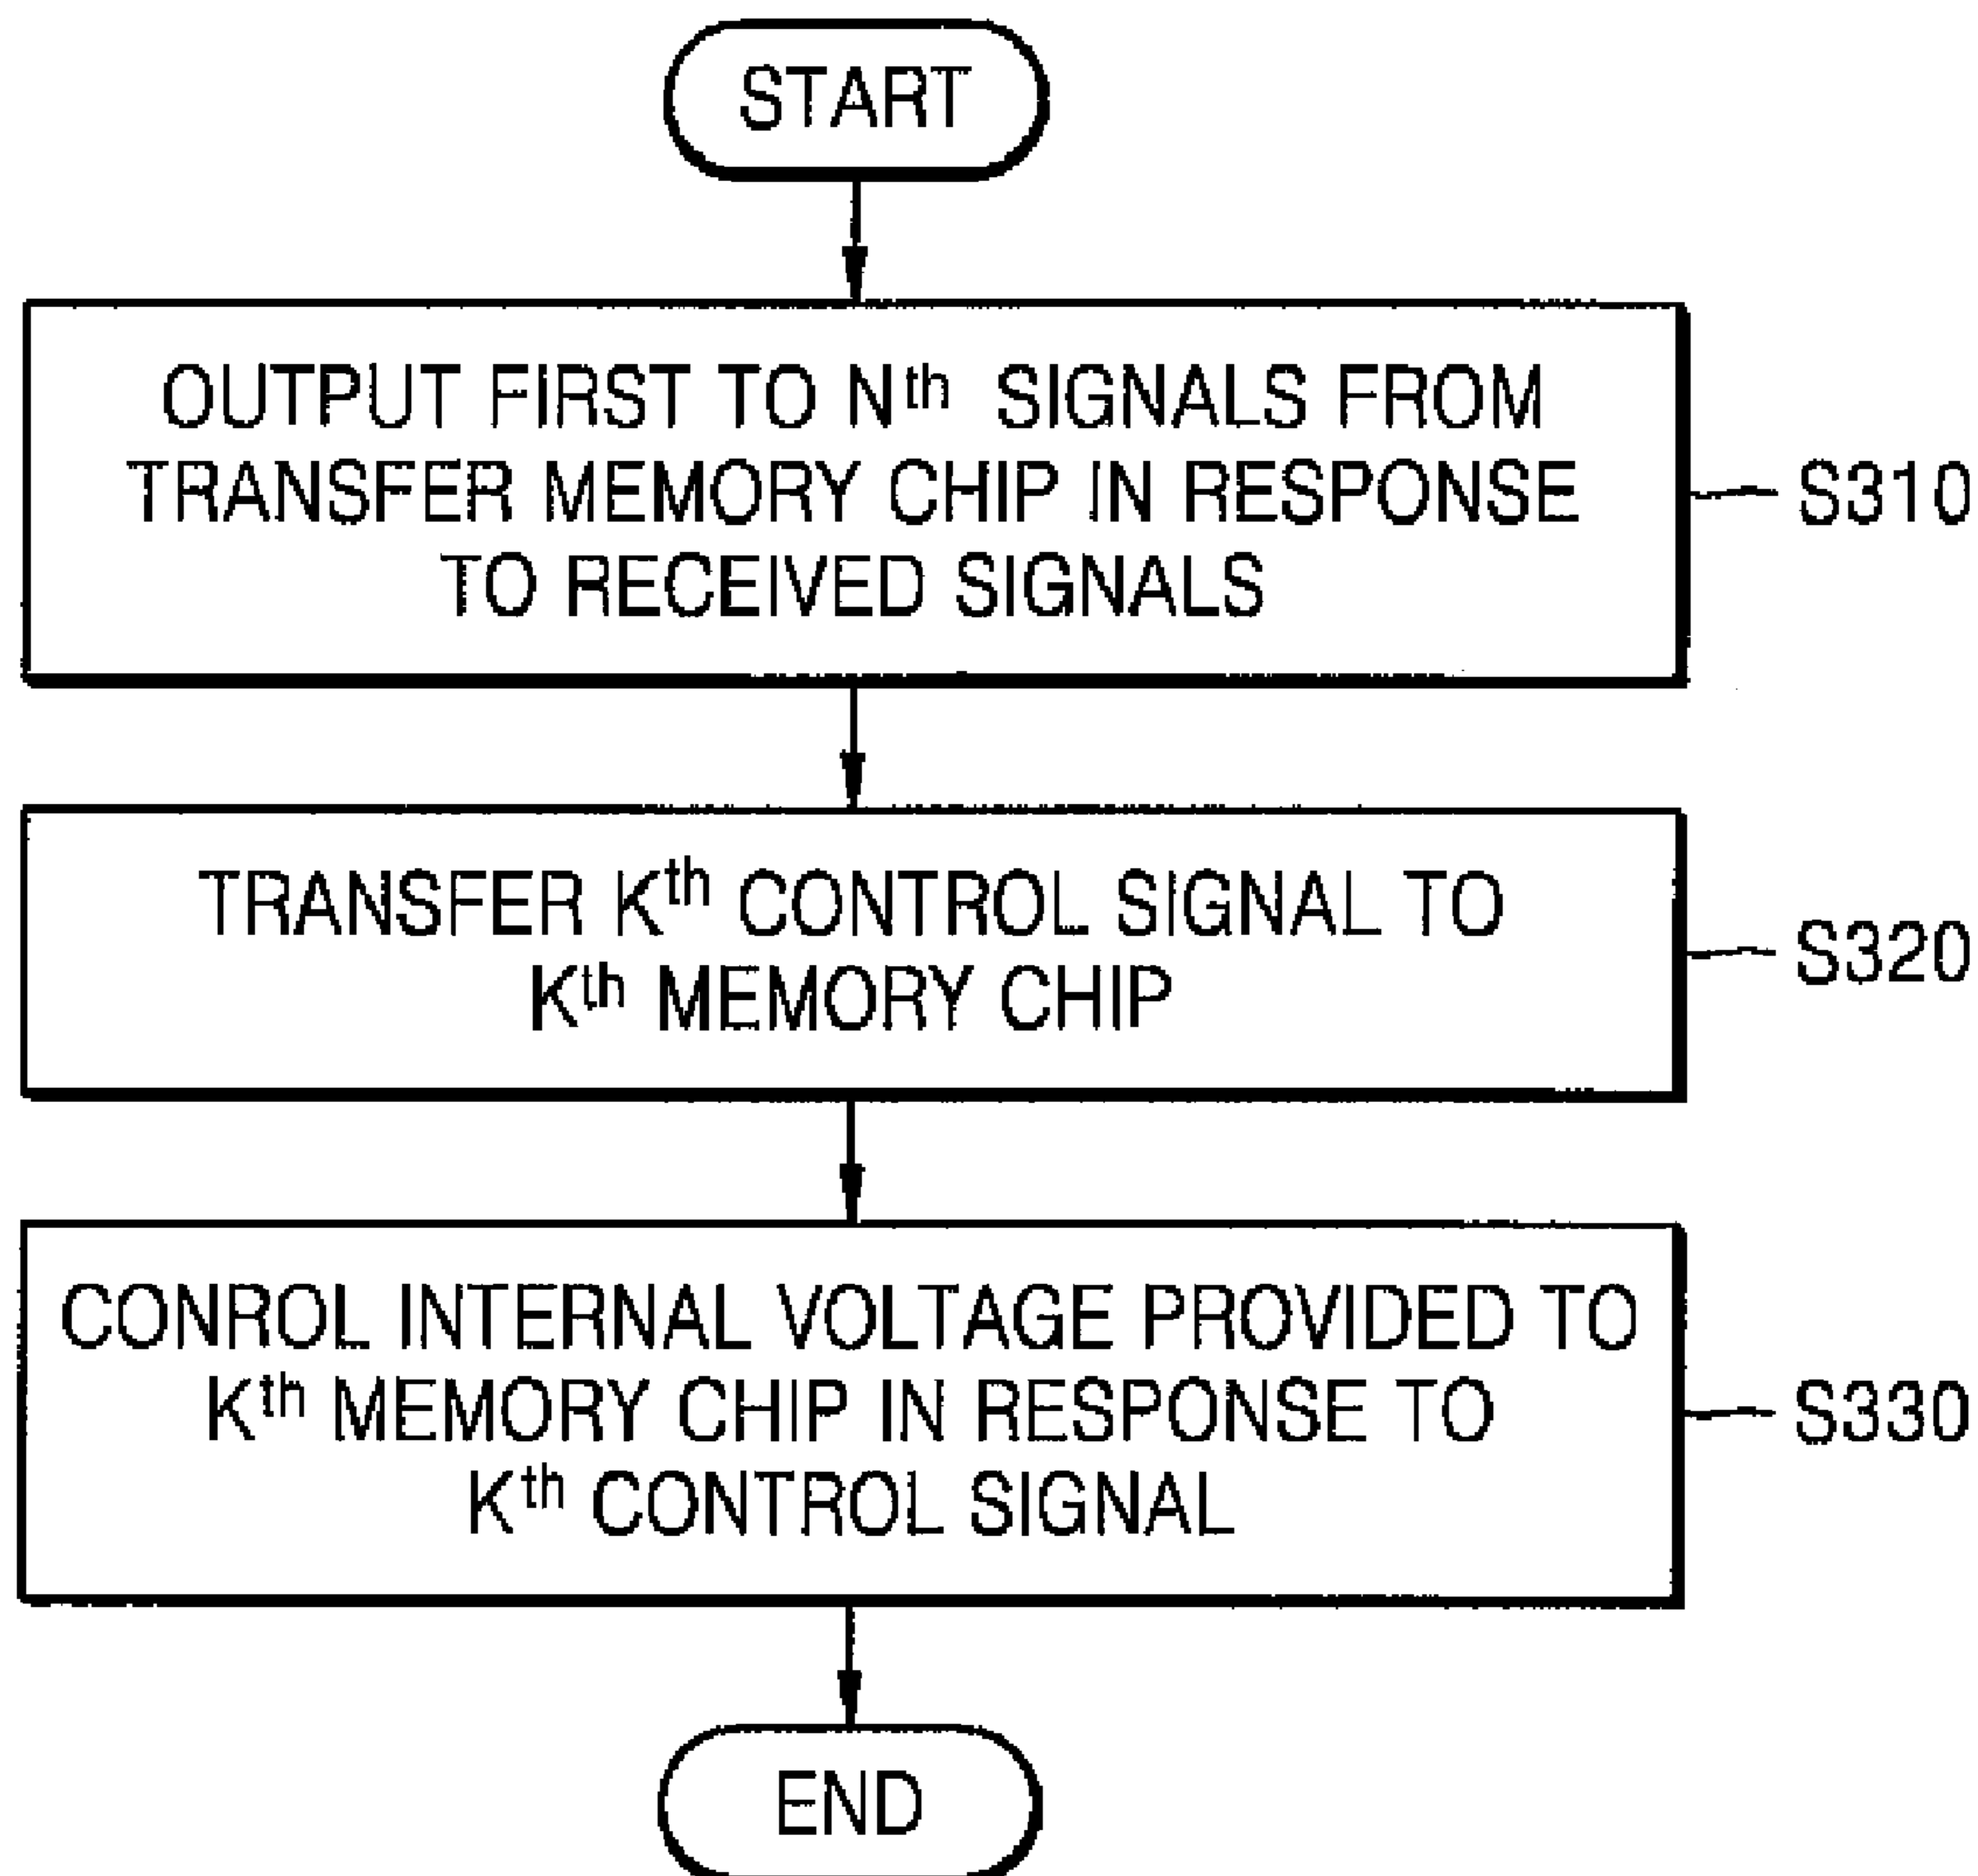 START
OUTPUT FIRST TO Nth SIGNALS FROM
TRANSFER MEMORY CHIP IN RESPONSE
TO RECEIVED SIGNALS
S310
TRANSFER Kth CONTROL SIGNAL TO
Kth MEMORY CHIP
S320
CONROL INTERNAL VOLTAGE PROVIDED TO
Kth MEMORY CHIP IN RESPONSE TO
Kth CONTROL SIGNAL
S330
END